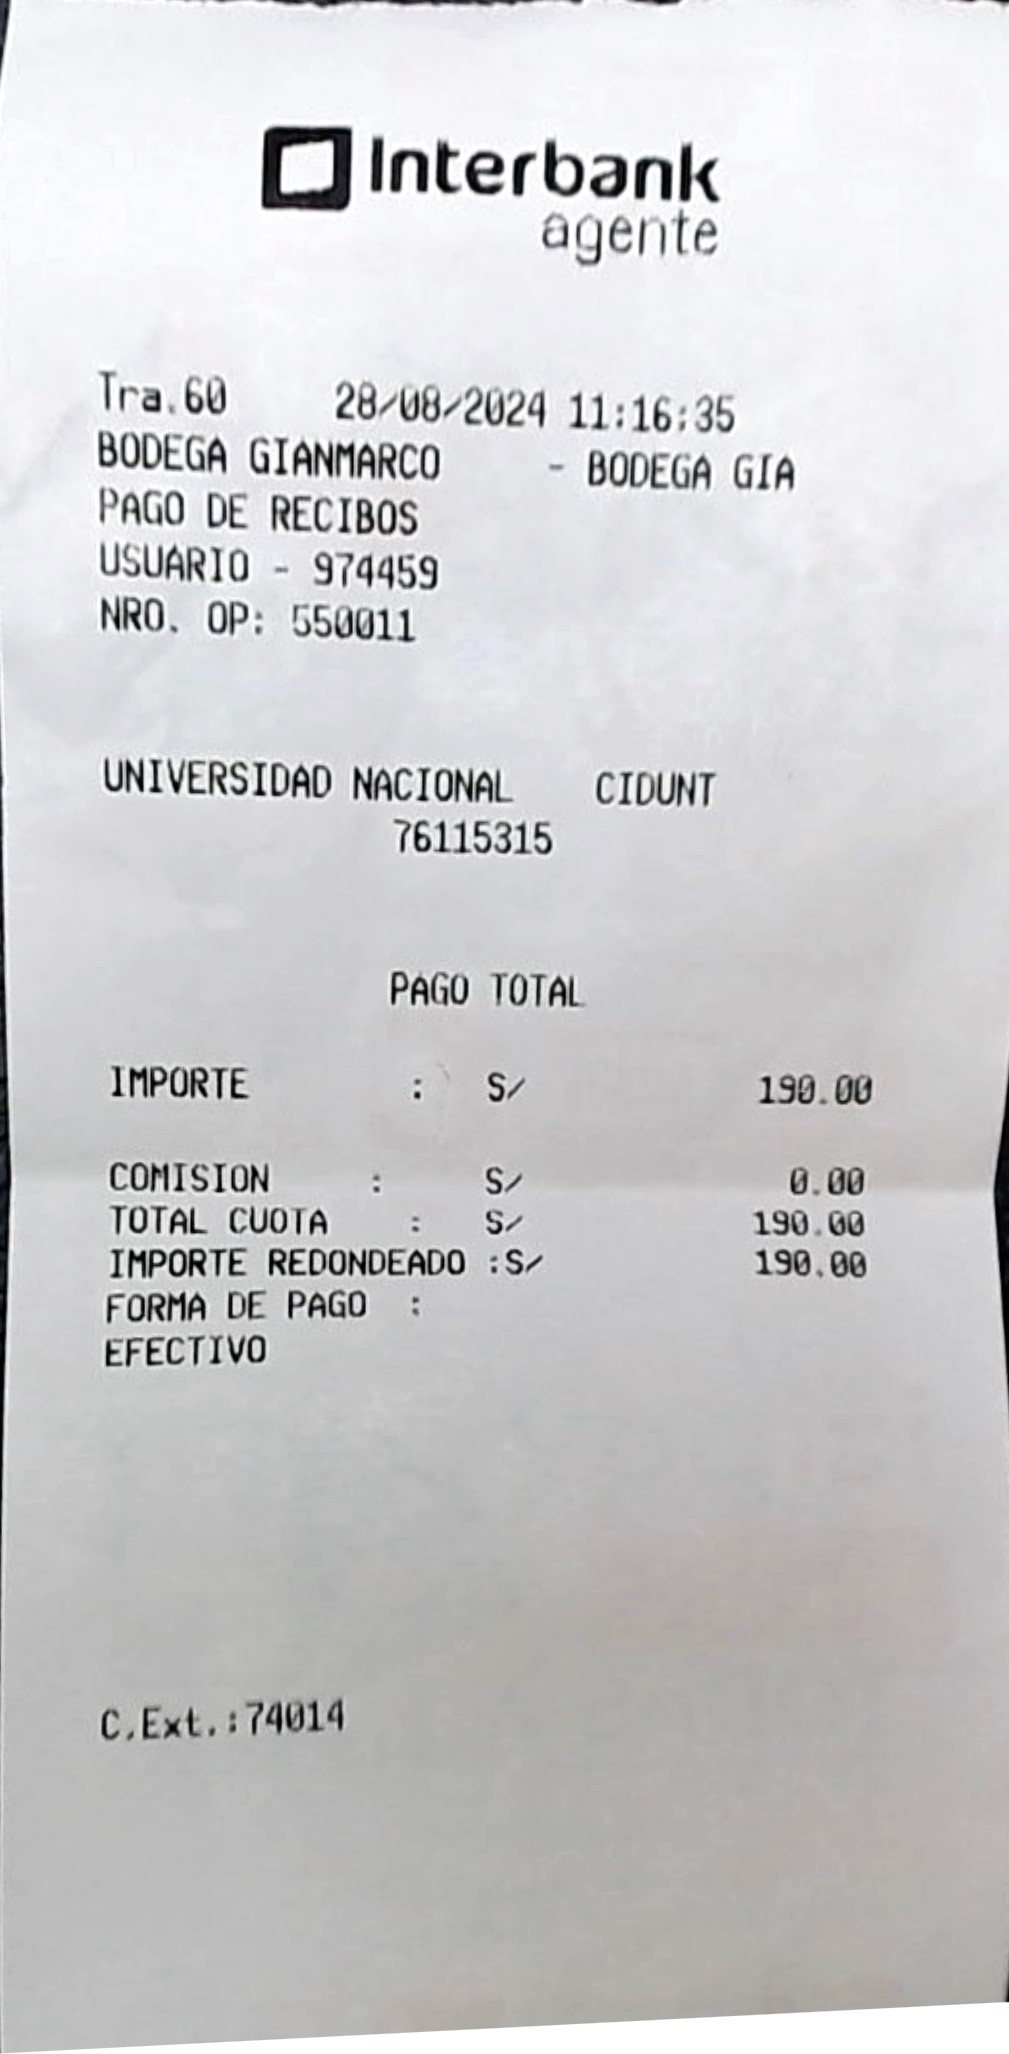 Interbank
agente
Tra.60 28/08/2024 11:16:35
BODEGA GIANMARCO - BODEGA GIA
PAGO DE RECIBOS
USUARIO - 974459
NRO. OP: 550011
UNIVERSIDAD NACIONAL CIDUNT
76115315
PAGO TOTAL
IMPORTE : S/ 190.00
COMISION : S/ 0.00
TOTAL CUOTA : S/ 190.00
IMPORTE REDONDEADO :S/ 190.00
FORMA DE PAGO :
EFECTIVO
C.Ext.:74014